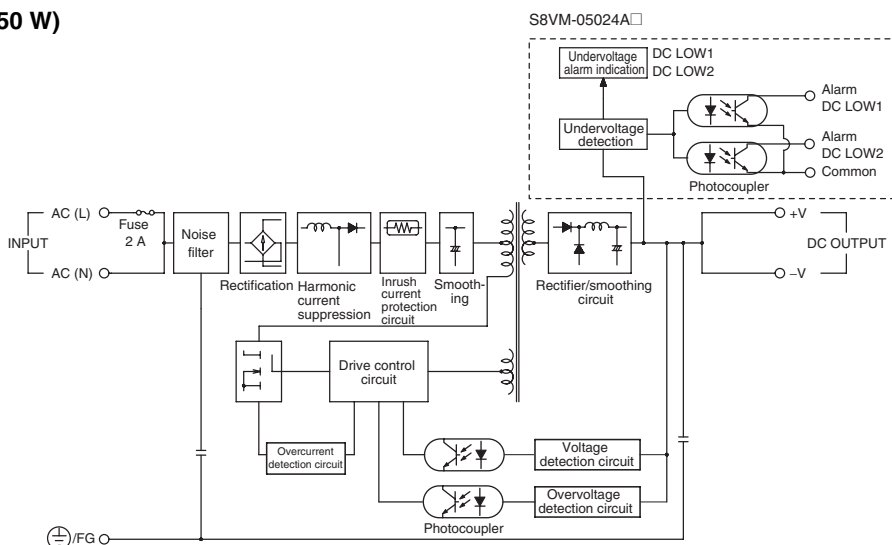 50 W)
S8VM-05024A□
Undervoltage
alarm indication
DC LOW1
DC LOW2
Undervoltage
detection
Alarm
DC LOW1
Alarm
DC LOW2
Common
Photocoupler
INPUT
AC (L)
Fuse
2 A
AC (N)
Noise
filter
Rectification
Harmonic
current
suppression
Inrush
current
protection
circuit
Smooth-
ing
Rectifier/smoothing
circuit
+V
DC OUTPUT
–V
Drive control
circuit
Overcurrent
detection circuit
Voltage
detection circuit
Overvoltage
detection circuit
Photocoupler
/FG